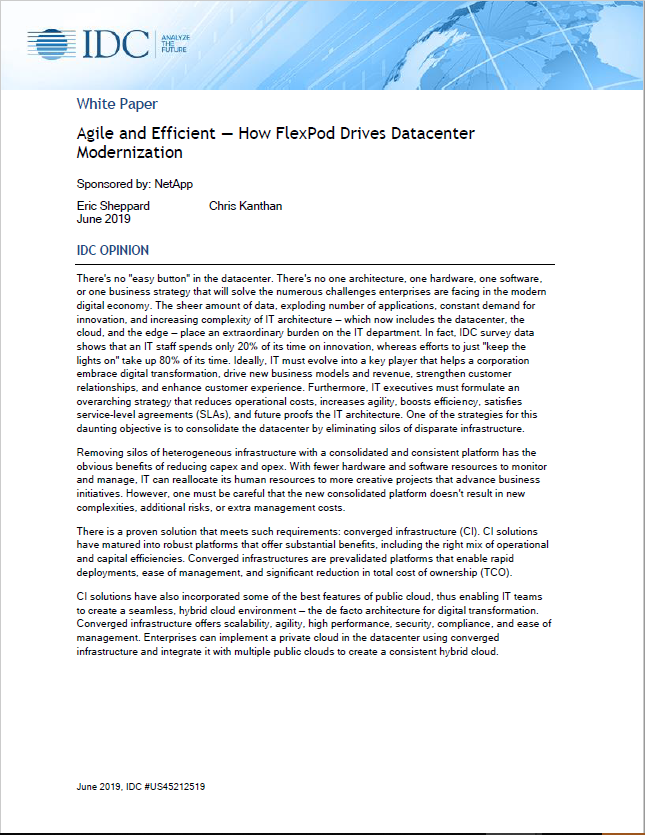 IDC
ANALYZE
THE
FUTURE
White Paper
Agile and Efficient — How FlexPod Drives Datacenter
Modernization
Sponsored by: NetApp
Eric Sheppard Chris Kanthan
June 2019
IDC OPINION
There's no "easy button" in the datacenter. There's no one architecture, one hardware, one software,
or one business strategy that will solve the numerous challenges enterprises are facing in the modern
digital economy. The sheer amount of data, exploding number of applications, constant demand for
innovation, and increasing complexity of IT architecture — which now includes the datacenter, the
cloud, and the edge — place an extraordinary burden on the IT department. In fact, IDC survey data
shows that an IT staff spends only 20% of its time on innovation, whereas efforts to just "keep the
lights on" take up 80% of its time. Ideally, IT must evolve into a key player that helps a corporation
embrace digital transformation, drive new business models and revenue, strengthen customer
relationships, and enhance customer experience. Furthermore, IT executives must formulate an
overarching strategy that reduces operational costs, increases agility, boosts efficiency, satisfies
service-level agreements (SLAs), and future proofs the IT architecture. One of the strategies for this
daunting objective is to consolidate the datacenter by eliminating silos of disparate infrastructure.
Removing silos of heterogeneous infrastructure with a consolidated and consistent platform has the
obvious benefits of reducing capex and opex. With fewer hardware and software resources to monitor
and manage, IT can reallocate its human resources to more creative projects that advance business
initiatives. However, one must be careful that the new consolidated platform doesn't result in new
complexities, additional risks, or extra management costs.
There is a proven solution that meets such requirements: converged infrastructure (CI). CI solutions
have matured into robust platforms that offer substantial benefits, including the right mix of operational
and capital efficiencies. Converged infrastructures are prevalidated platforms that enable rapid
deployments, ease of management, and significant reduction in total cost of ownership (TCO).
CI solutions have also incorporated some of the best features of public cloud, thus enabling IT teams
to create a seamless, hybrid cloud environment — the de facto architecture for digital transformation.
Converged infrastructure offers scalability, agility, high performance, security, compliance, and ease of
management. Enterprises can implement a private cloud in the datacenter using converged
infrastructure and integrate it with multiple public clouds to create a consistent hybrid cloud.
June 2019, IDC #US45212519